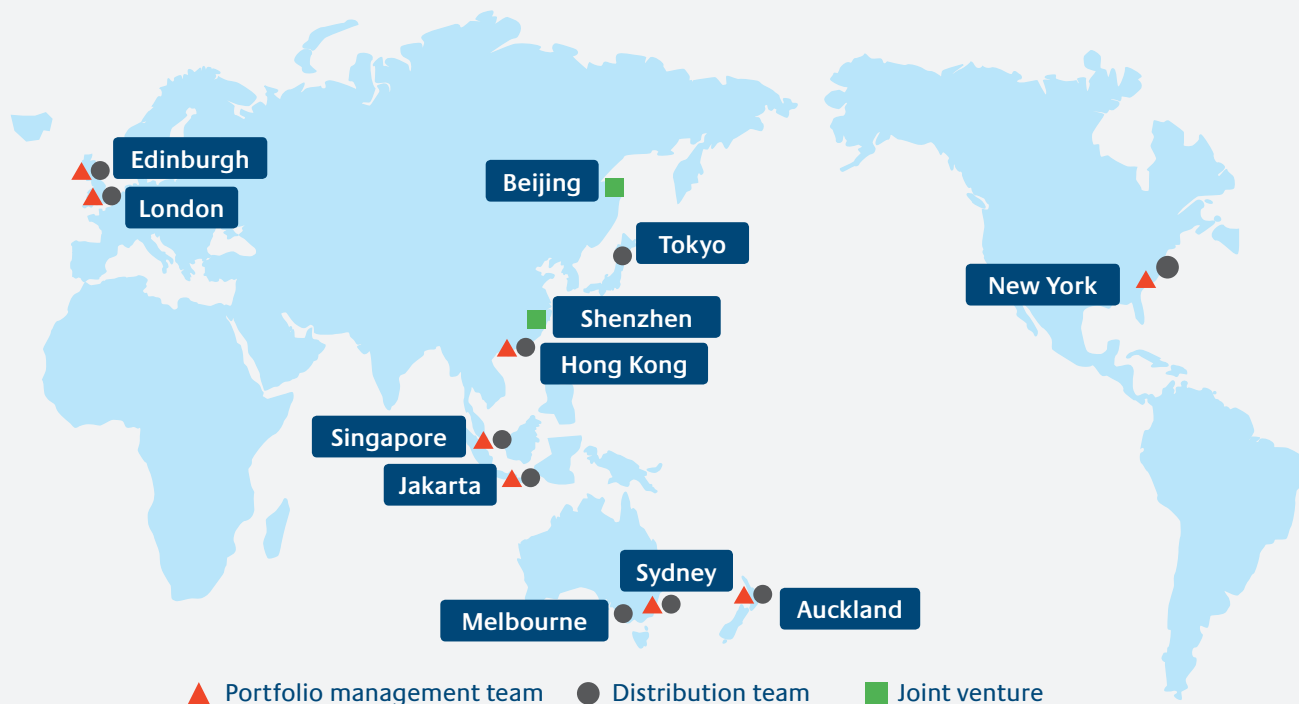 Edinburgh
London
Beijing
Tokyo
New York
Shenzhen
Hong Kong
Singapore
Jakarta
Sydney
Auckland
Melbourne
Portfolio management team
Distribution team
Joint venture